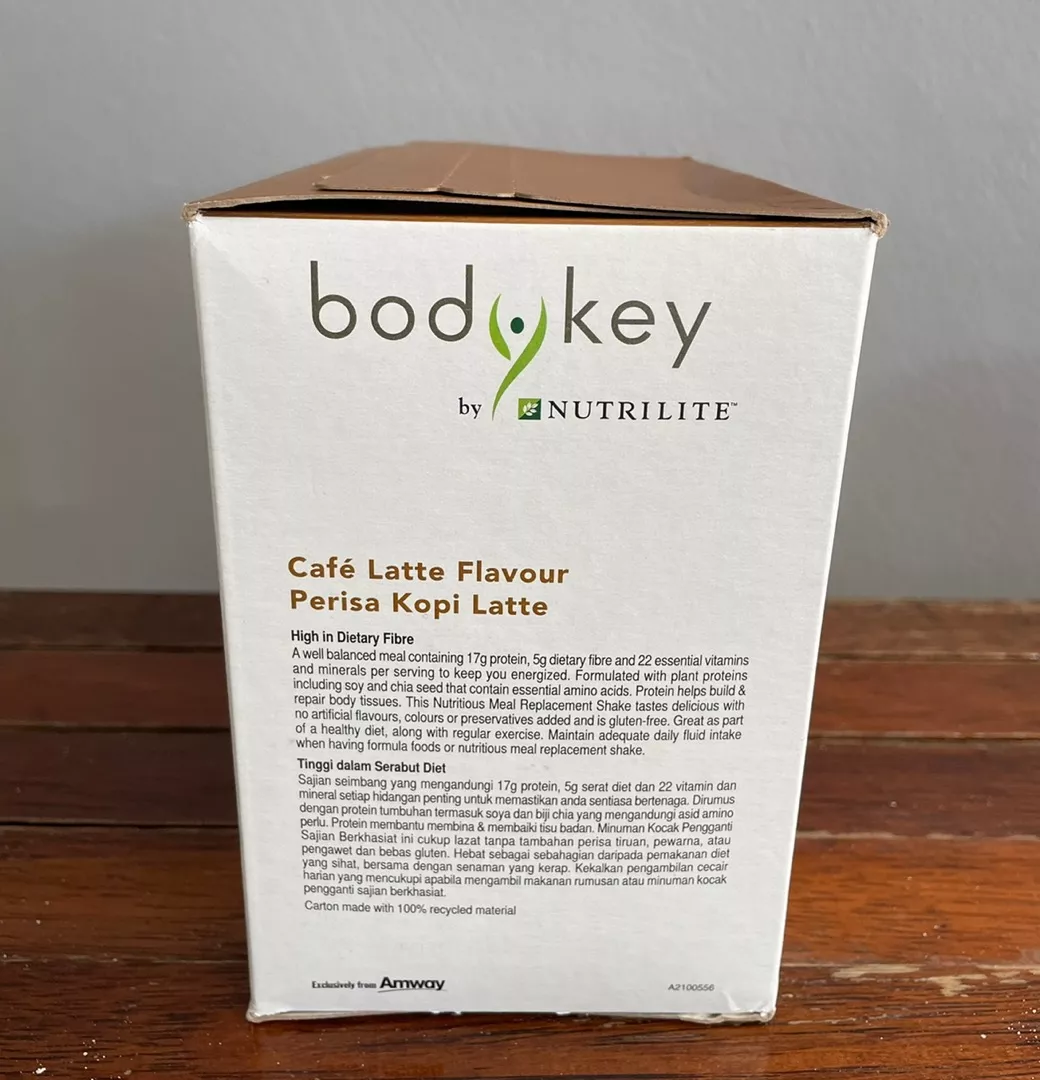 bodykey
by NUTRILITE™
Café Latte Flavour
Perisa Kopi Latte
High in Dietary Fibre
A well balanced meal containing 17g protein, 5g dietary fibre and 22 essential vitamins
and minerals per serving to keep you energized. Formulated with plant proteins
including soy and chia seed that contain essential amino acids. Protein helps build &
repair body tissues. This Nutritious Meal Replacement Shake tastes delicious with
no artificial flavours, colours or preservatives added and is gluten-free. Great as part
of a healthy diet, along with regular exercise. Maintain adequate daily fluid intake
when having formula foods or nutritious meal replacement shake.
Tinggi dalam Serabut Diet
Sajian seimbang yang mengandungi 17g protein, 5g serat diet dan 22 vitamin dan
mineral setiap hidangan penting untuk memastikan anda sentiasa bertenaga. Dirumus
dengan protein tumbuhan termasuk soya dan biji chia yang mengandungi asid amino
perlu. Protein membantu membina & membaiki tisu badan. Minuman Kocak Pengganti
Sajian Berkhasiat ini cukup lazat tanpa tambahan perisa tiruan, pewarna, atau
pengawet dan bebas gluten. Hebat sebagai sebahagian daripada pemakanan diet
yang sihat, bersama dengan senaman yang kerap. Kekalkan pengambilan cecair
harian yang mencukupi apabila mengambil makanan rumusan atau minuman kocak
pengganti sajian berkhasiat.
Carton made with 100% recycled material
Exclusively from Amway
A2100556